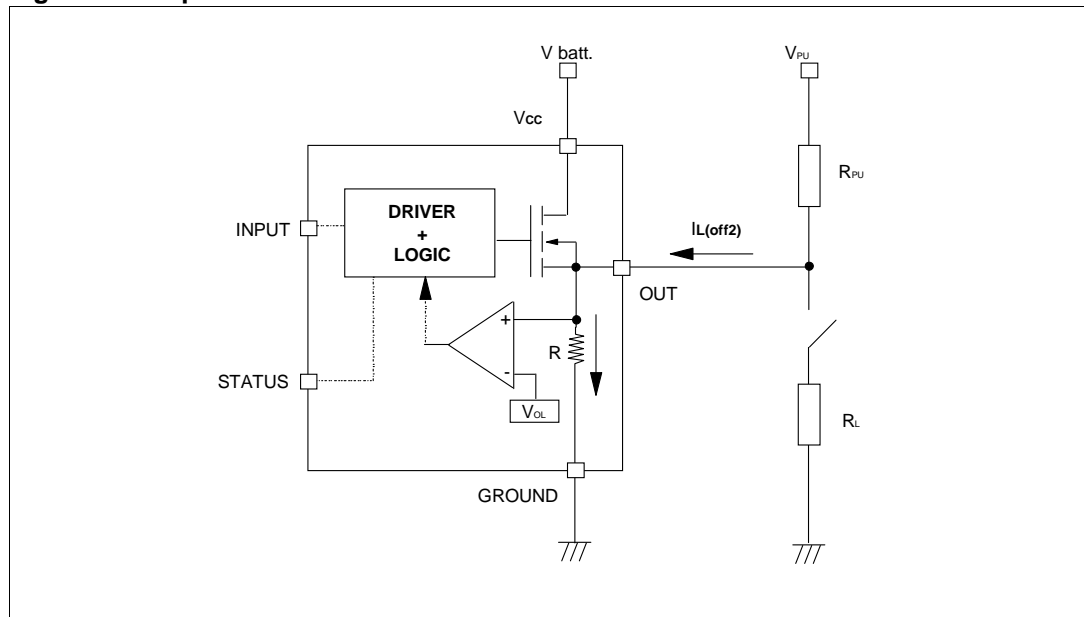 V batt.
VPU
Vcc
RPU
DRIVER
+
LOGIC
INPUT
IL(off2)
OUT
+
R
-
STATUS
VOL
RL
GROUND